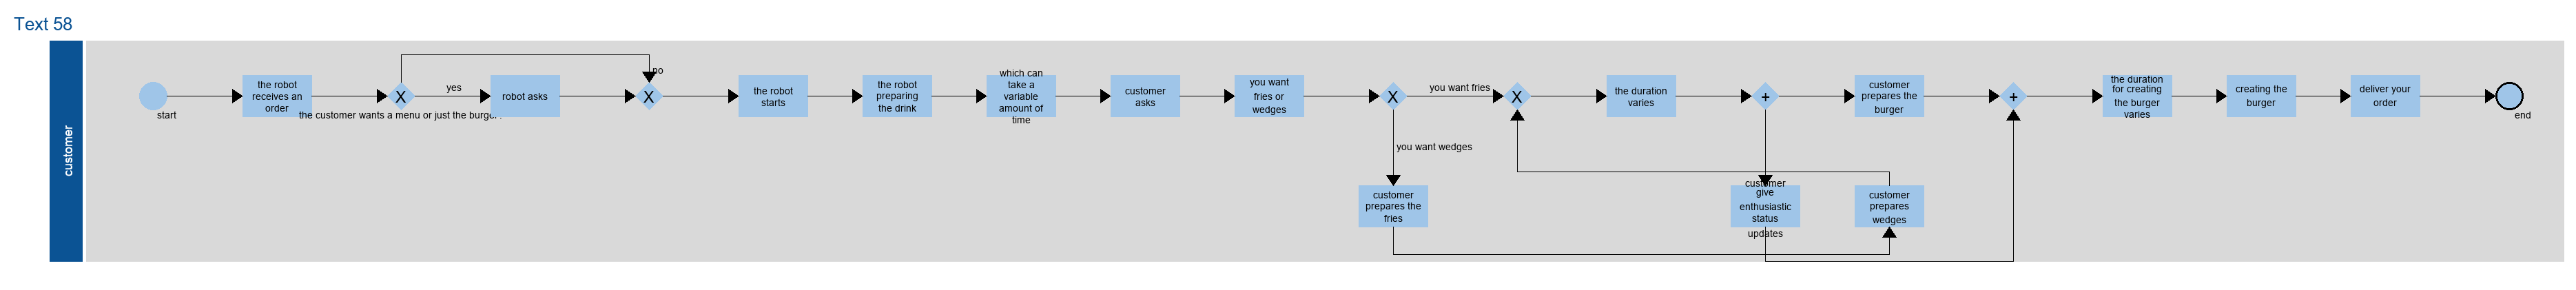 Text 58
customer
start
the robot
receives an
order
X
the customer wants a menu or just the burger
yes
robot asks
no
X
the robot
starts
the robot
preparing
the drink
which can
take a
variable
amount of
time
customer
asks
you want
fries or
wedges
X
you want fries
you want wedges
customer
prepares the
fries
X
the duration
varies
+
customer
give
enthusiastic
status
updates
customer
prepares the
burger
customer
prepares
wedges
+
the duration
for creating
the burger
varies
creating the
burger
deliver your
order
end